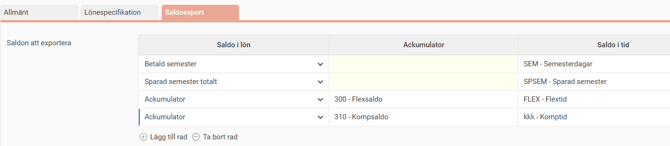 Allmänt Lönespecifikation Saldoexport
Saldon att exportera
Saldo i lön Ackumulator Saldo i tid
Betald semester SEM - Semesterdagar
Sparad semester totalt SPSEM - Sparad semester
Ackumulator 300 - Flexsaldo FLEX - Flextid
Ackumulator 310 - Kompsaldo kkk - Komptid
Lägg till rad Ta bort rad